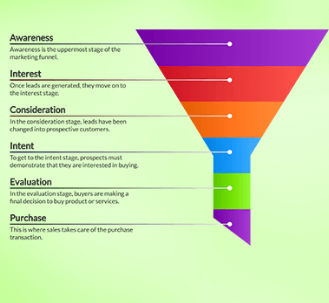 Awareness
Awareness is the uppermost stage of the
marketing funnel.
Interest
Once leads are generated, they move on to
the interest stage.
Consideration
In the consideration stage, leads have been
changed into prospective customers.
Intent
To get to the intent stage, prospects must
demonstrate that they are interested in buying.
Evaluation
In the evaluation stage, buyers are making a
final decision to buy product or services.
Purchase
This is where sales takes care of the purchase
transaction.